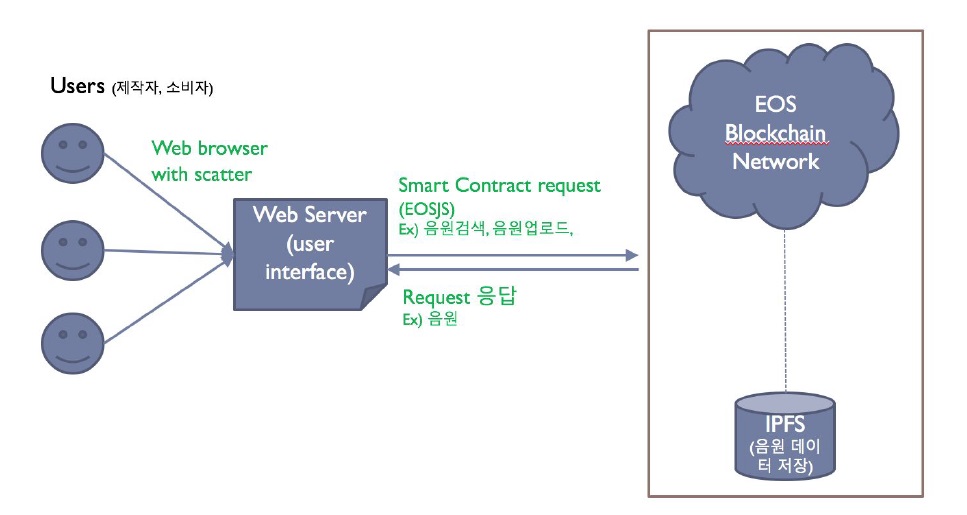 Users (제작자, 소비자)
Web browser
with scatter
Web Server
(user
interface)
Smart Contract request
(EOSJS)
Ex) 음원검색, 음원업로드,
Request 응답
Ex) 음원
EOS
Blockchain
Network
IPFS
(음원 데이
터 저장)